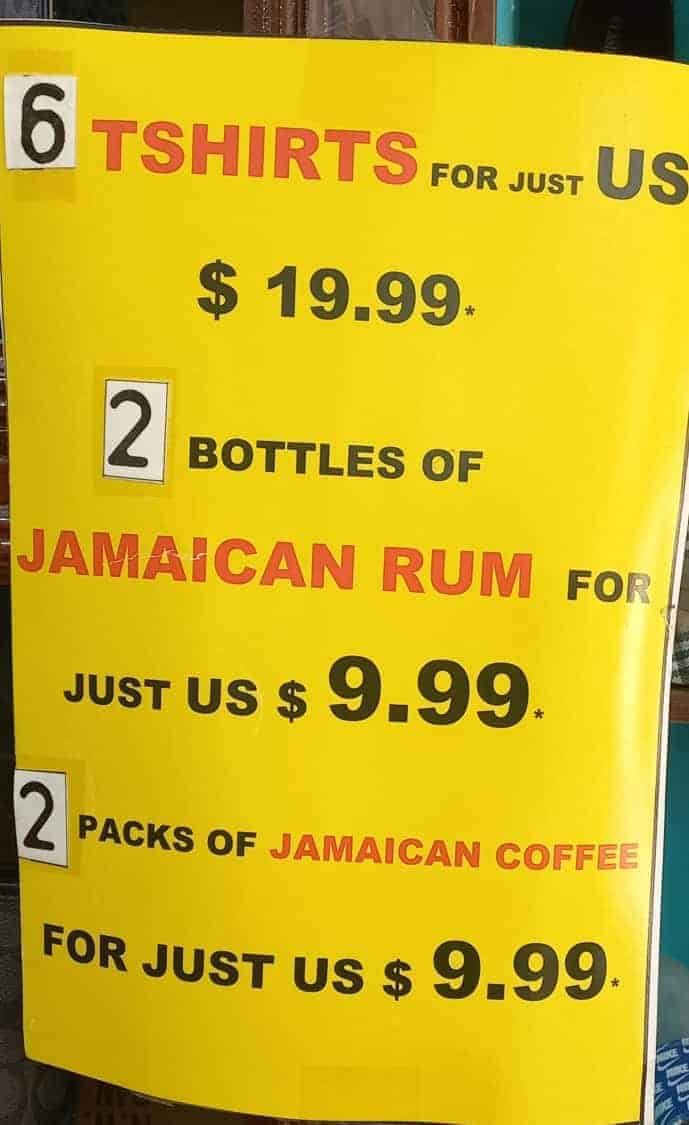 6 TSHIRTS FOR JUST US
$ 19.99*
2 BOTTLES OF
JAMAICAN RUM FOR
JUST US $ 9.99*
2 PACKS OF JAMAICAN COFFEE
FOR JUST US $ 9.99*
NIKE